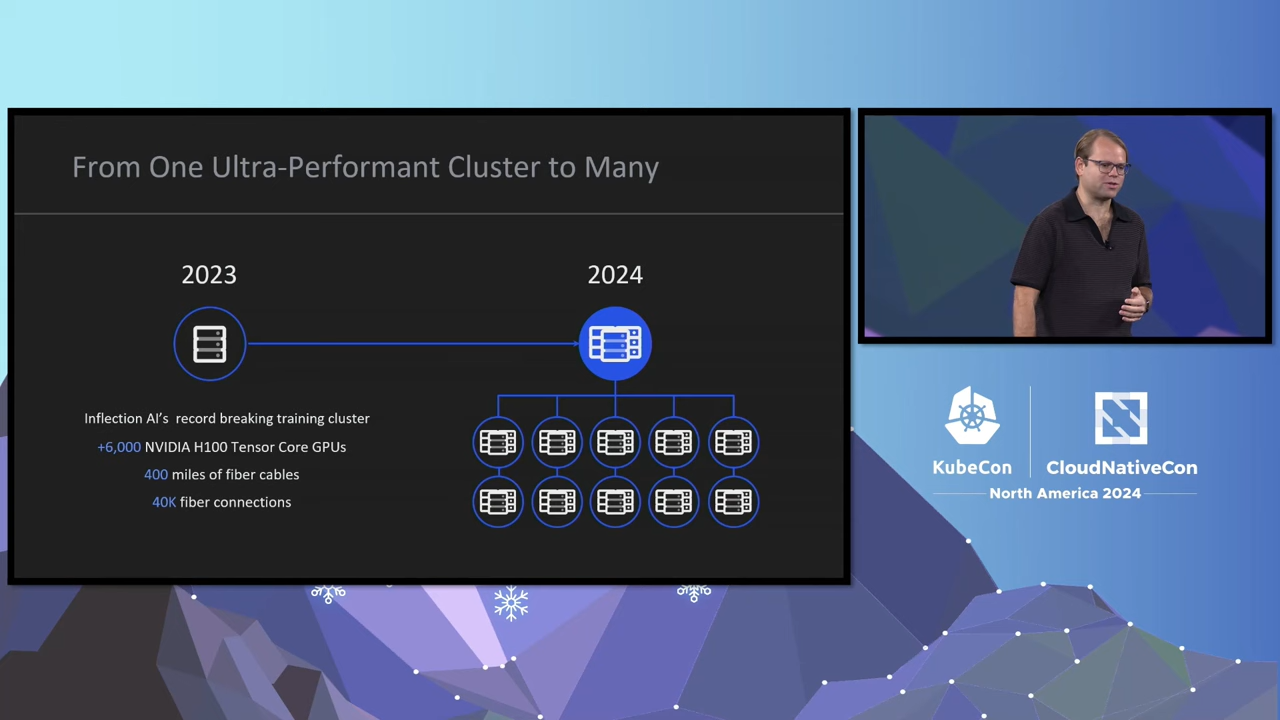 From One Ultra-Performant Cluster to Many
2023
2024
Inflection AI's record breaking training cluster
+6,000 NVIDIA H100 Tensor Core GPUs
400 miles of fiber cables
40K fiber connections
KubeCon
CloudNativeCon
North America 2024